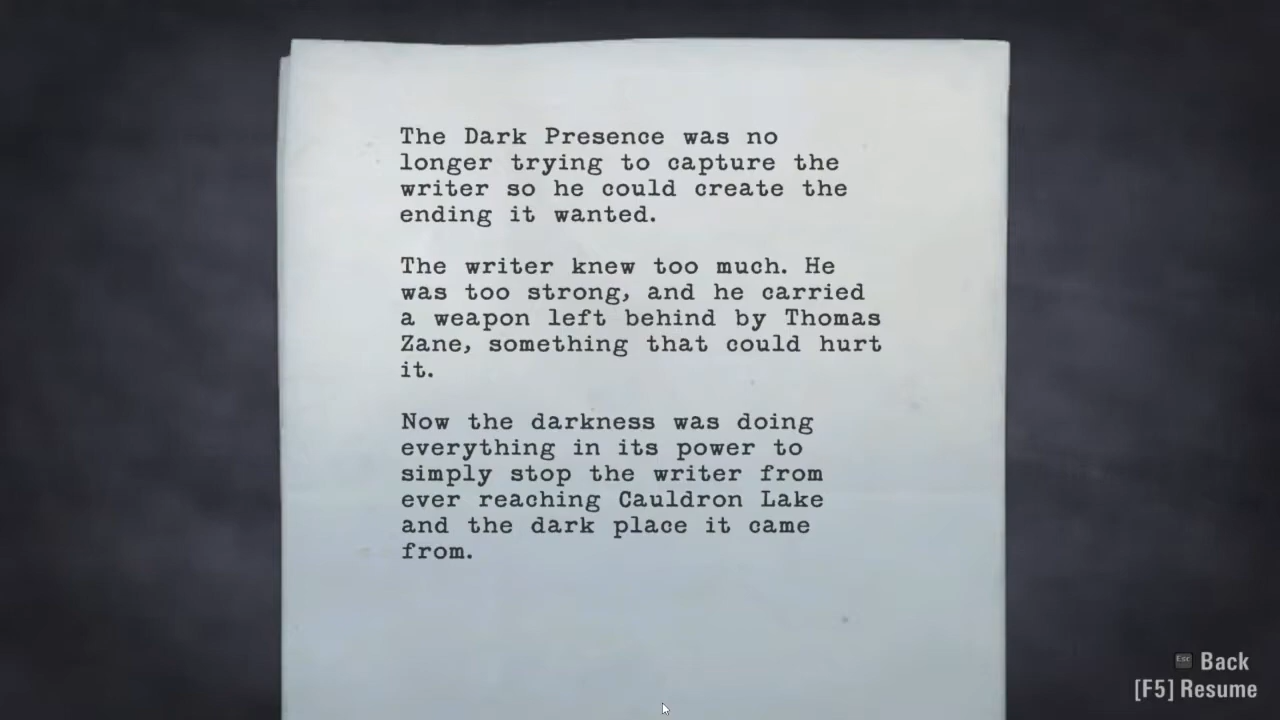 The Dark Presence was no
longer trying to capture the
writer so he could create the
ending it wanted.
The writer knew too much. He
was too strong, and he carried
a weapon left behind by Thomas
Zane, something that could hurt
it.
Now the darkness was doing
everything in its power to
simply stop the writer from
ever reaching Cauldron Lake
and the dark place it came
from.
Esc Back
[F5] Resume